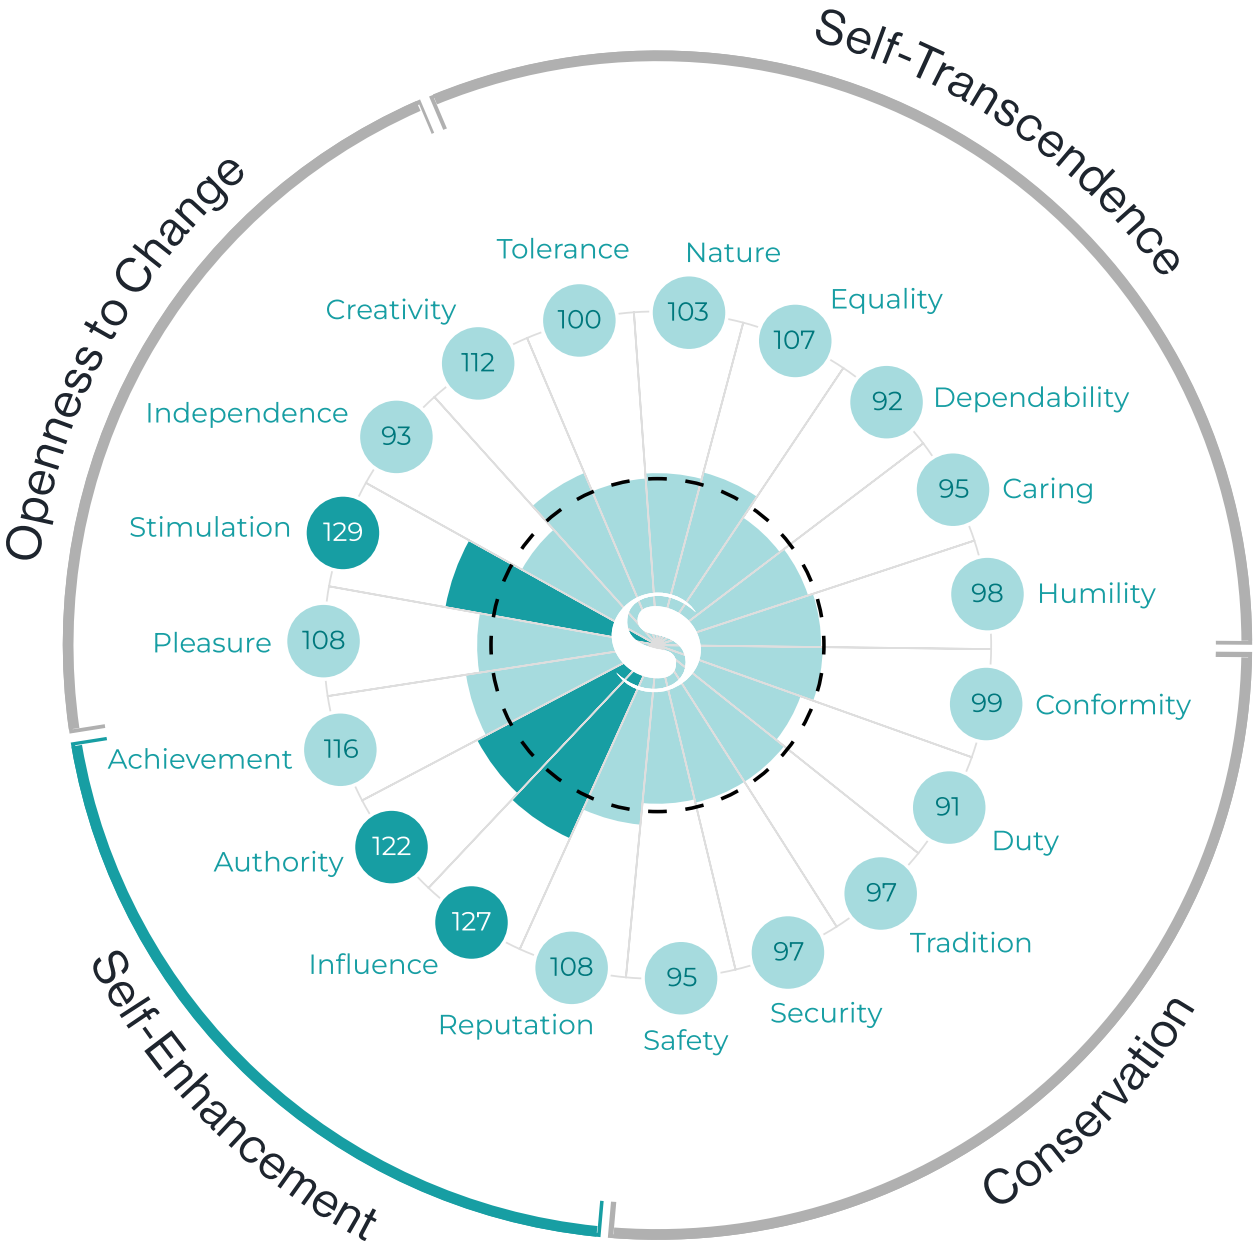 Self-Transcendence
Openness to Change
Self-Enhancement
Conservation
Tolerance
100
Nature
103
Equality
107
Dependability
92
Caring
95
Humility
98
Conformity
99
Duty
91
Tradition
97
Security
97
Safety
95
Reputation
108
Influence
127
Authority
122
Achievement
116
Pleasure
108
Stimulation
129
Independence
93
Creativity
112